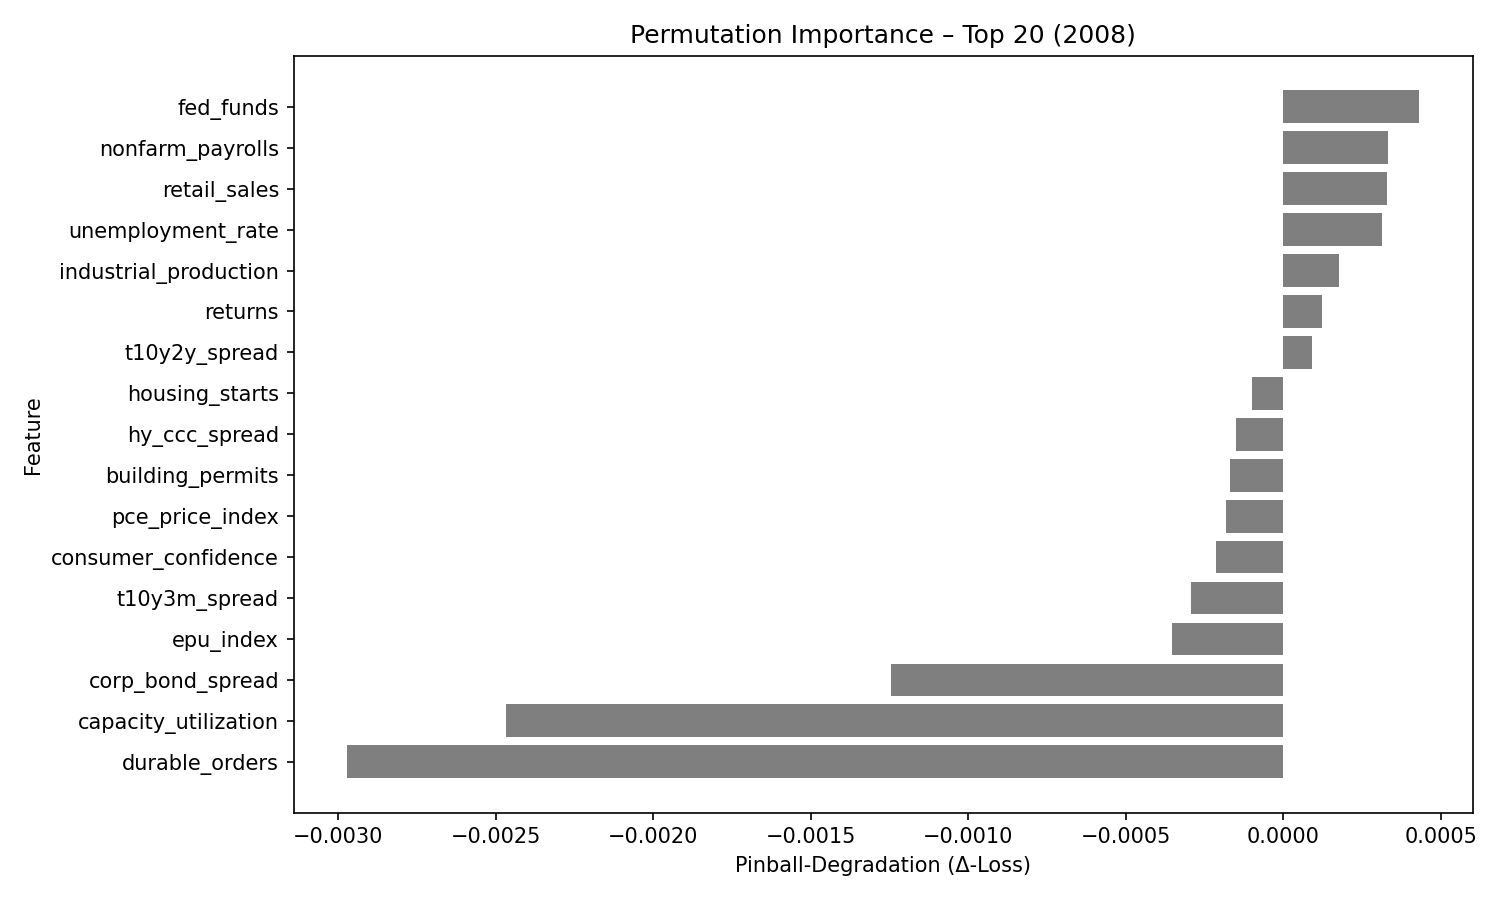 Permutation Importance – Top 20 (2008)
Feature
fed_funds
nonfarm_payrolls
retail_sales
unemployment_rate
industrial_production
returns
t10y2y_spread
housing_starts
hy_ccc_spread
building_permits
pce_price_index
consumer_confidence
t10y3m_spread
epu_index
corp_bond_spread
capacity_utilization
durable_orders
−0.0030 −0.0025 −0.0020 −0.0015 −0.0010 −0.0005 0.0000 0.0005
Pinball-Degradation (Δ-Loss)